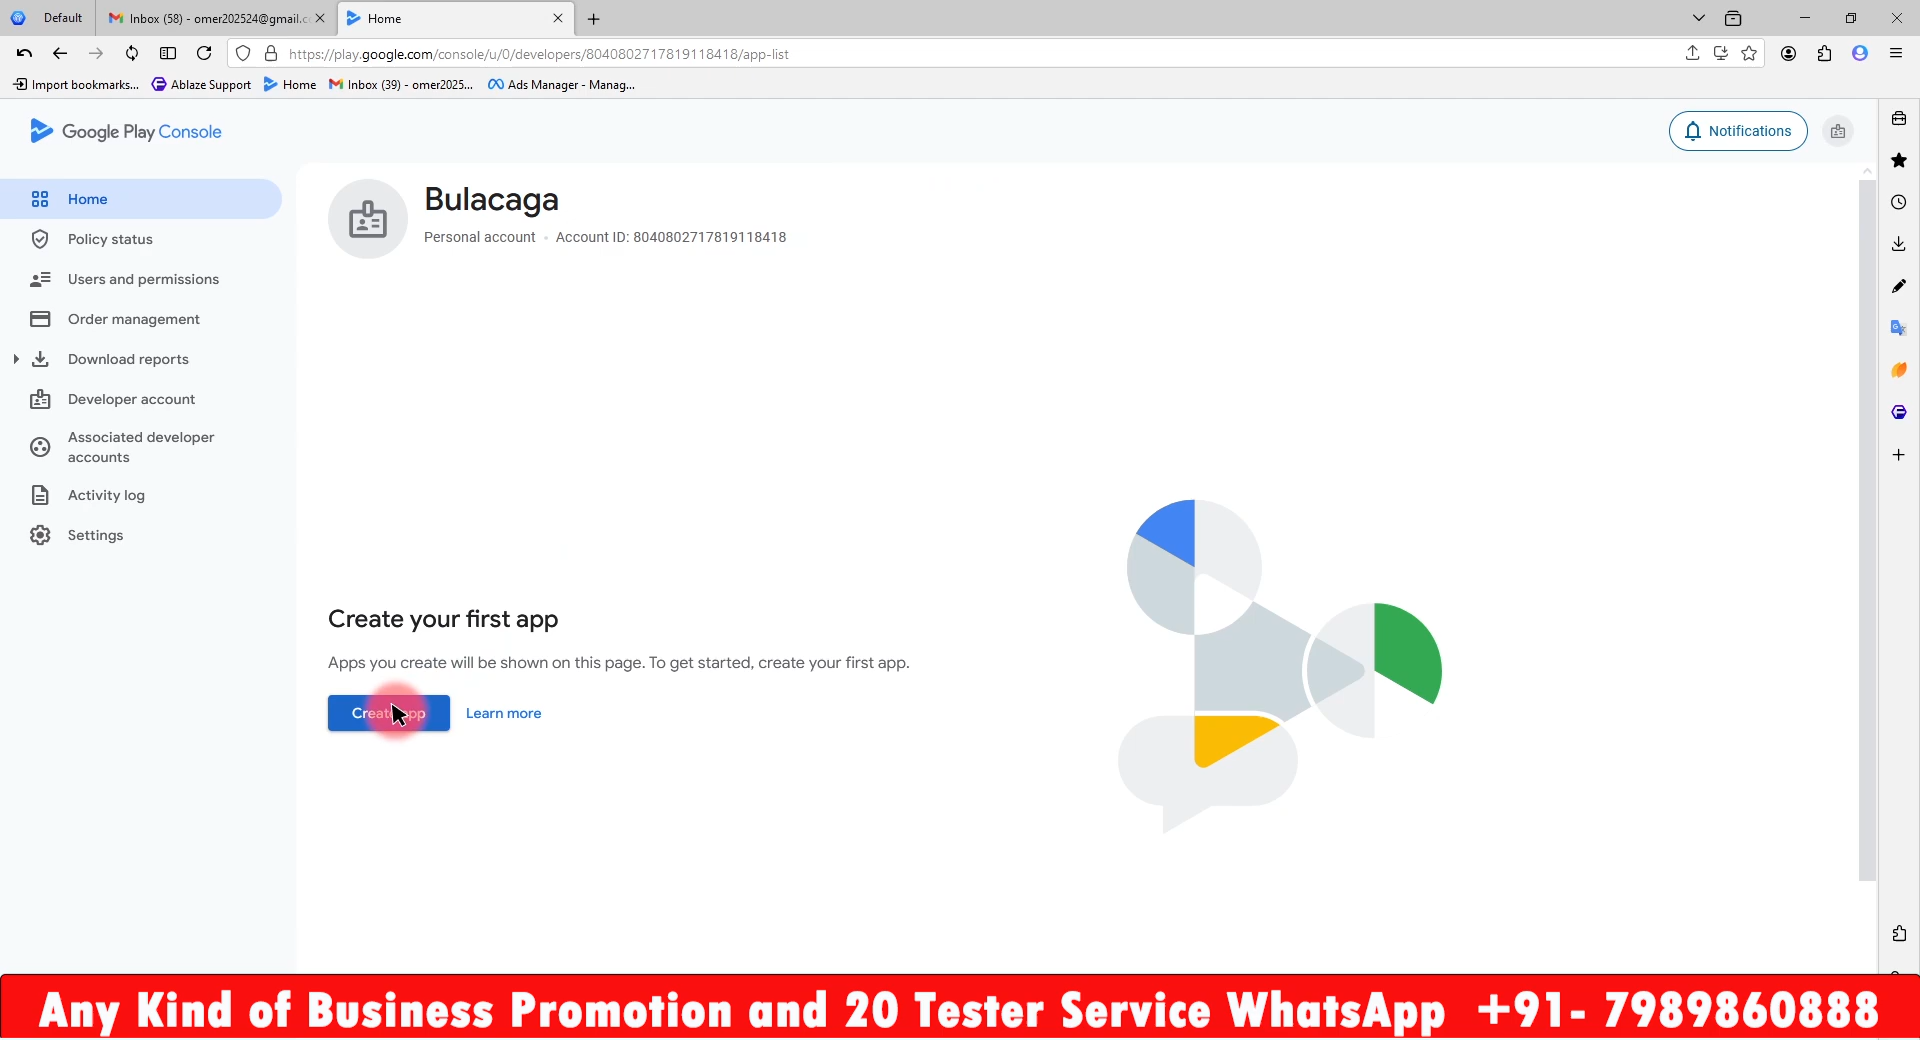 Default
Inbox (58) - omer202524@gmail.c
Home
https://play.google.com/console/u/0/developers/8040802717819118418/app-list
Import bookmarks...
Ablaze Support
Home
Inbox (39) - omer2025...
Ads Manager - Manag...
Google Play Console
Notifications
Home
Policy status
Users and permissions
Order management
Download reports
Developer account
Associated developer
accounts
Activity log
Settings
Bulacaga
Personal account · Account ID: 8040802717819118418
Create your first app
Apps you create will be shown on this page. To get started, create your first app.
Create app
Learn more
Any Kind of Business Promotion and 20 Tester Service WhatsApp +91- 7989860888